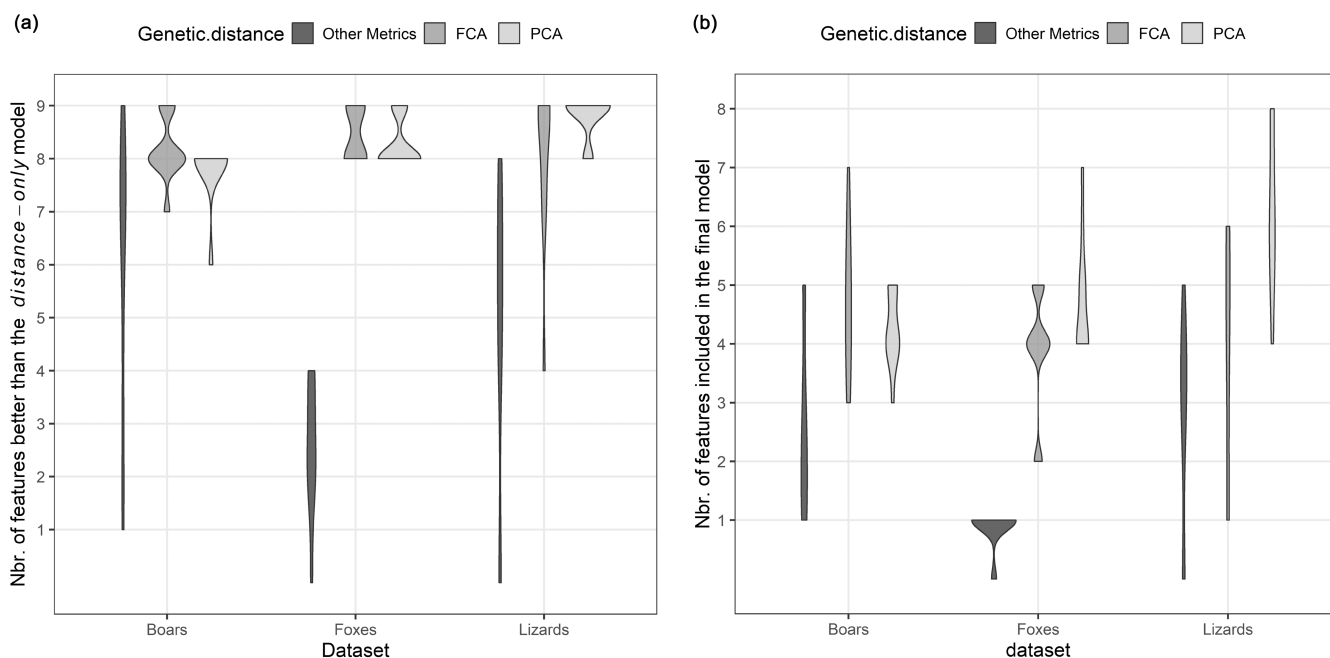 (a)
Genetic.distance Other Metrics FCA PCA
Nbr. of features better than the distance−only model
9
8
7
6
5
4
3
2
1
Boars Foxes Lizards
Dataset
(b)
Genetic.distance Other Metrics FCA PCA
Nbr. of features included in the final model
8
7
6
5
4
3
2
1
Boars Foxes Lizards
dataset